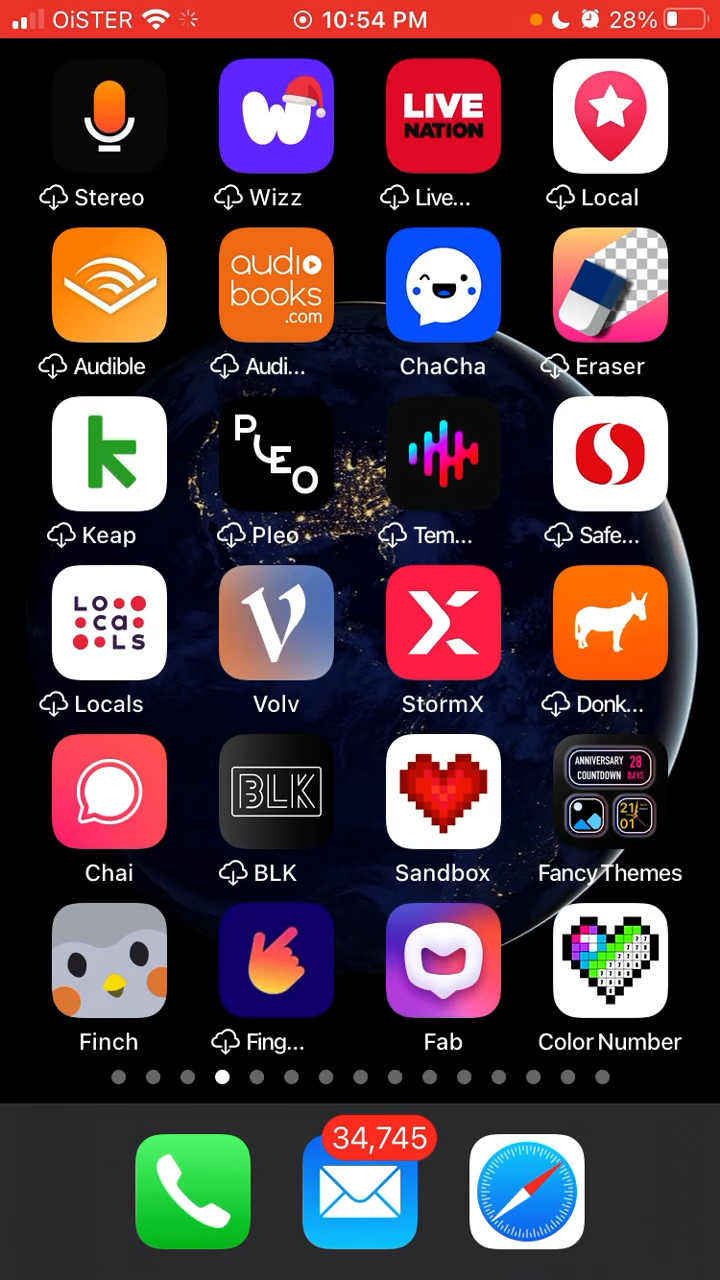 OiSTER 10:54 PM 28%
LIVE
NATION
Stereo Wizz Live... Local
audio
books
.com
Audible Audi... ChaCha Eraser
PLEO
Keap Pleo Tem... Safe...
LO
ca
LS
Locals Volv StormX Donk...
ANNIVERSARY 28
COUNTDOWN DAYS
BLK
21
01
Chai BLK Sandbox Fancy Themes
Finch Fing... Fab Color Number
34,745